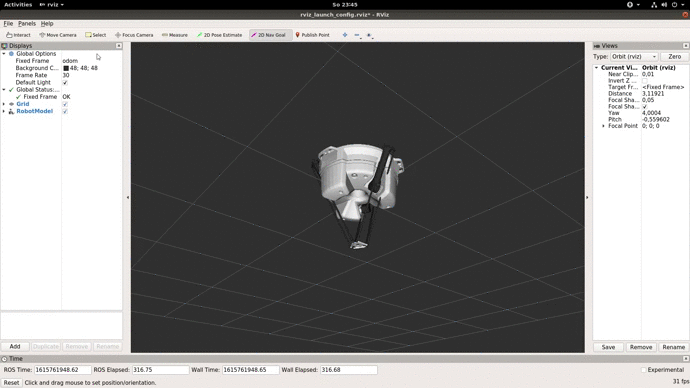 Activities rviz So 23:45
rviz_launch_config.rviz* - RViz
File Panels Help
Interact Move Camera Select Focus Camera Measure 2D Pose Estimate 2D Nav Goal Publish Point
Displays
Global Options
Fixed Frame odom
Background C... 48; 48; 48
Frame Rate 30
Default Light
Global Status:...
Fixed Frame OK
Grid
RobotModel
Add Duplicate Remove Rename
Views
Type: Orbit (rviz) Zero
Current Vi... Orbit (rviz)
Near Clip... 0,01
Invert Z ...
Target Fr... <Fixed Frame>
Distance 3,11921
Focal Sha... 0,05
Focal Sha...
Yaw 4,0004
Pitch -0,559602
Focal Point 0; 0; 0
Save Remove Rename
Time
ROS Time: 1615761948.62 ROS Elapsed: 316.75 Wall Time: 1615761948.65 Wall Elapsed: 316.68 Experimental
Reset Click and drag mouse to set position/orientation. 31 fps